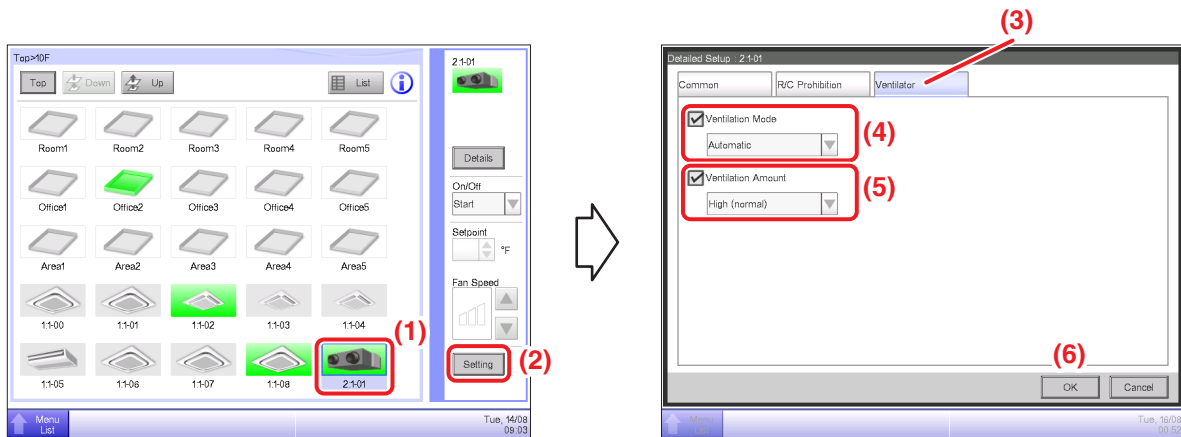 (3)
Top>10F
Top Down Up List
Room1 Room2 Room3 Room4 Room5
Office1 Office2 Office3 Office4 Office5
Area1 Area2 Area3 Area4 Area5
1:1-00 1:1-01 1:1-02 1:1-03 1:1-04
(1)
1:1-05 1:1-06 1:1-07 1:1-08 2:1-01
2:1-01
Details
On/Off
Start
Setpoint
°F
Fan Speed
Setting (2)
Menu
List
Tue, 14/08
09:03
Detailed Setup : 2:1-01
Common R/C Prohibition Ventilator
Ventilation Mode
Automatic
(4)
Ventilation Amount
High (normal)
(5)
(6)
OK Cancel
Menu
List
Tue, 16/08
00:52